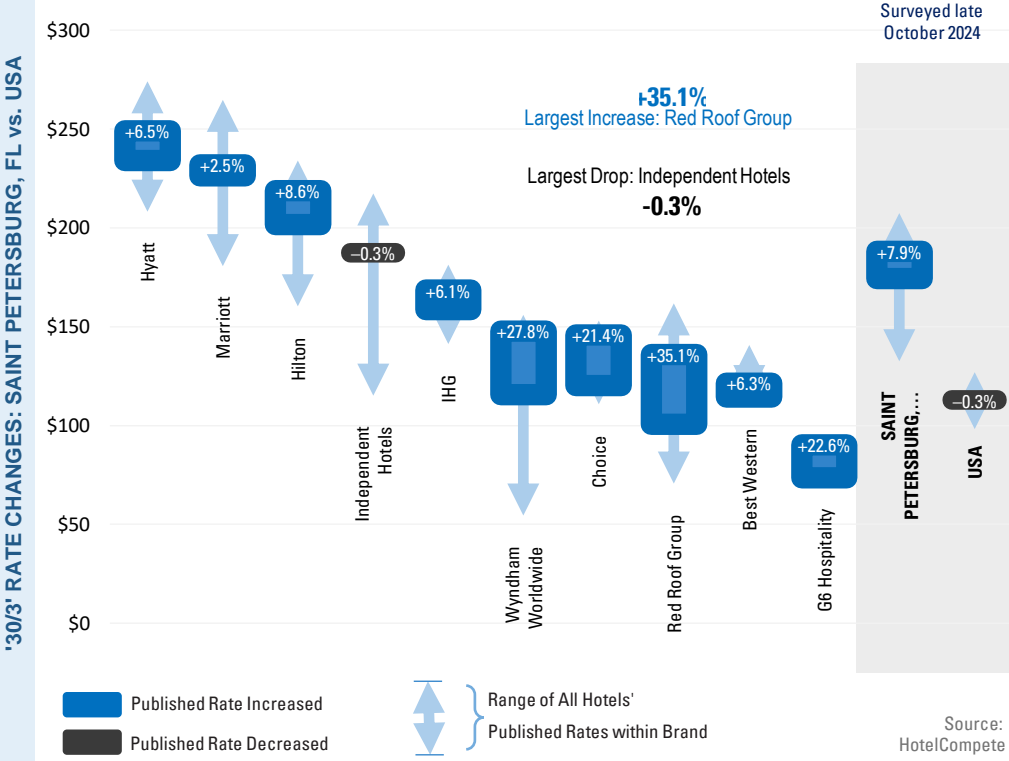 '30/3' RATE CHANGES: SAINT PETERSBURG, FL vs. USA
Surveyed late
October 2024
$300
$250
$200
$150
$100
$50
$0
+35.1%
Largest Increase: Red Roof Group
Largest Drop: Independent Hotels
-0.3%
+6.5%
+2.5%
+8.6%
–0.3%
+6.1%
+27.8%
+21.4%
+35.1%
+6.3%
+22.6%
+7.9%
–0.3%
Hyatt
Marriott
Hilton
Independent
Hotels
IHG
Wyndham
Worldwide
Choice
Red Roof Group
Best Western
G6 Hospitality
SAINT
PETERSBURG,...
USA
Published Rate Increased
Published Rate Decreased
Range of All Hotels'
Published Rates within Brand
Source:
HotelCompete